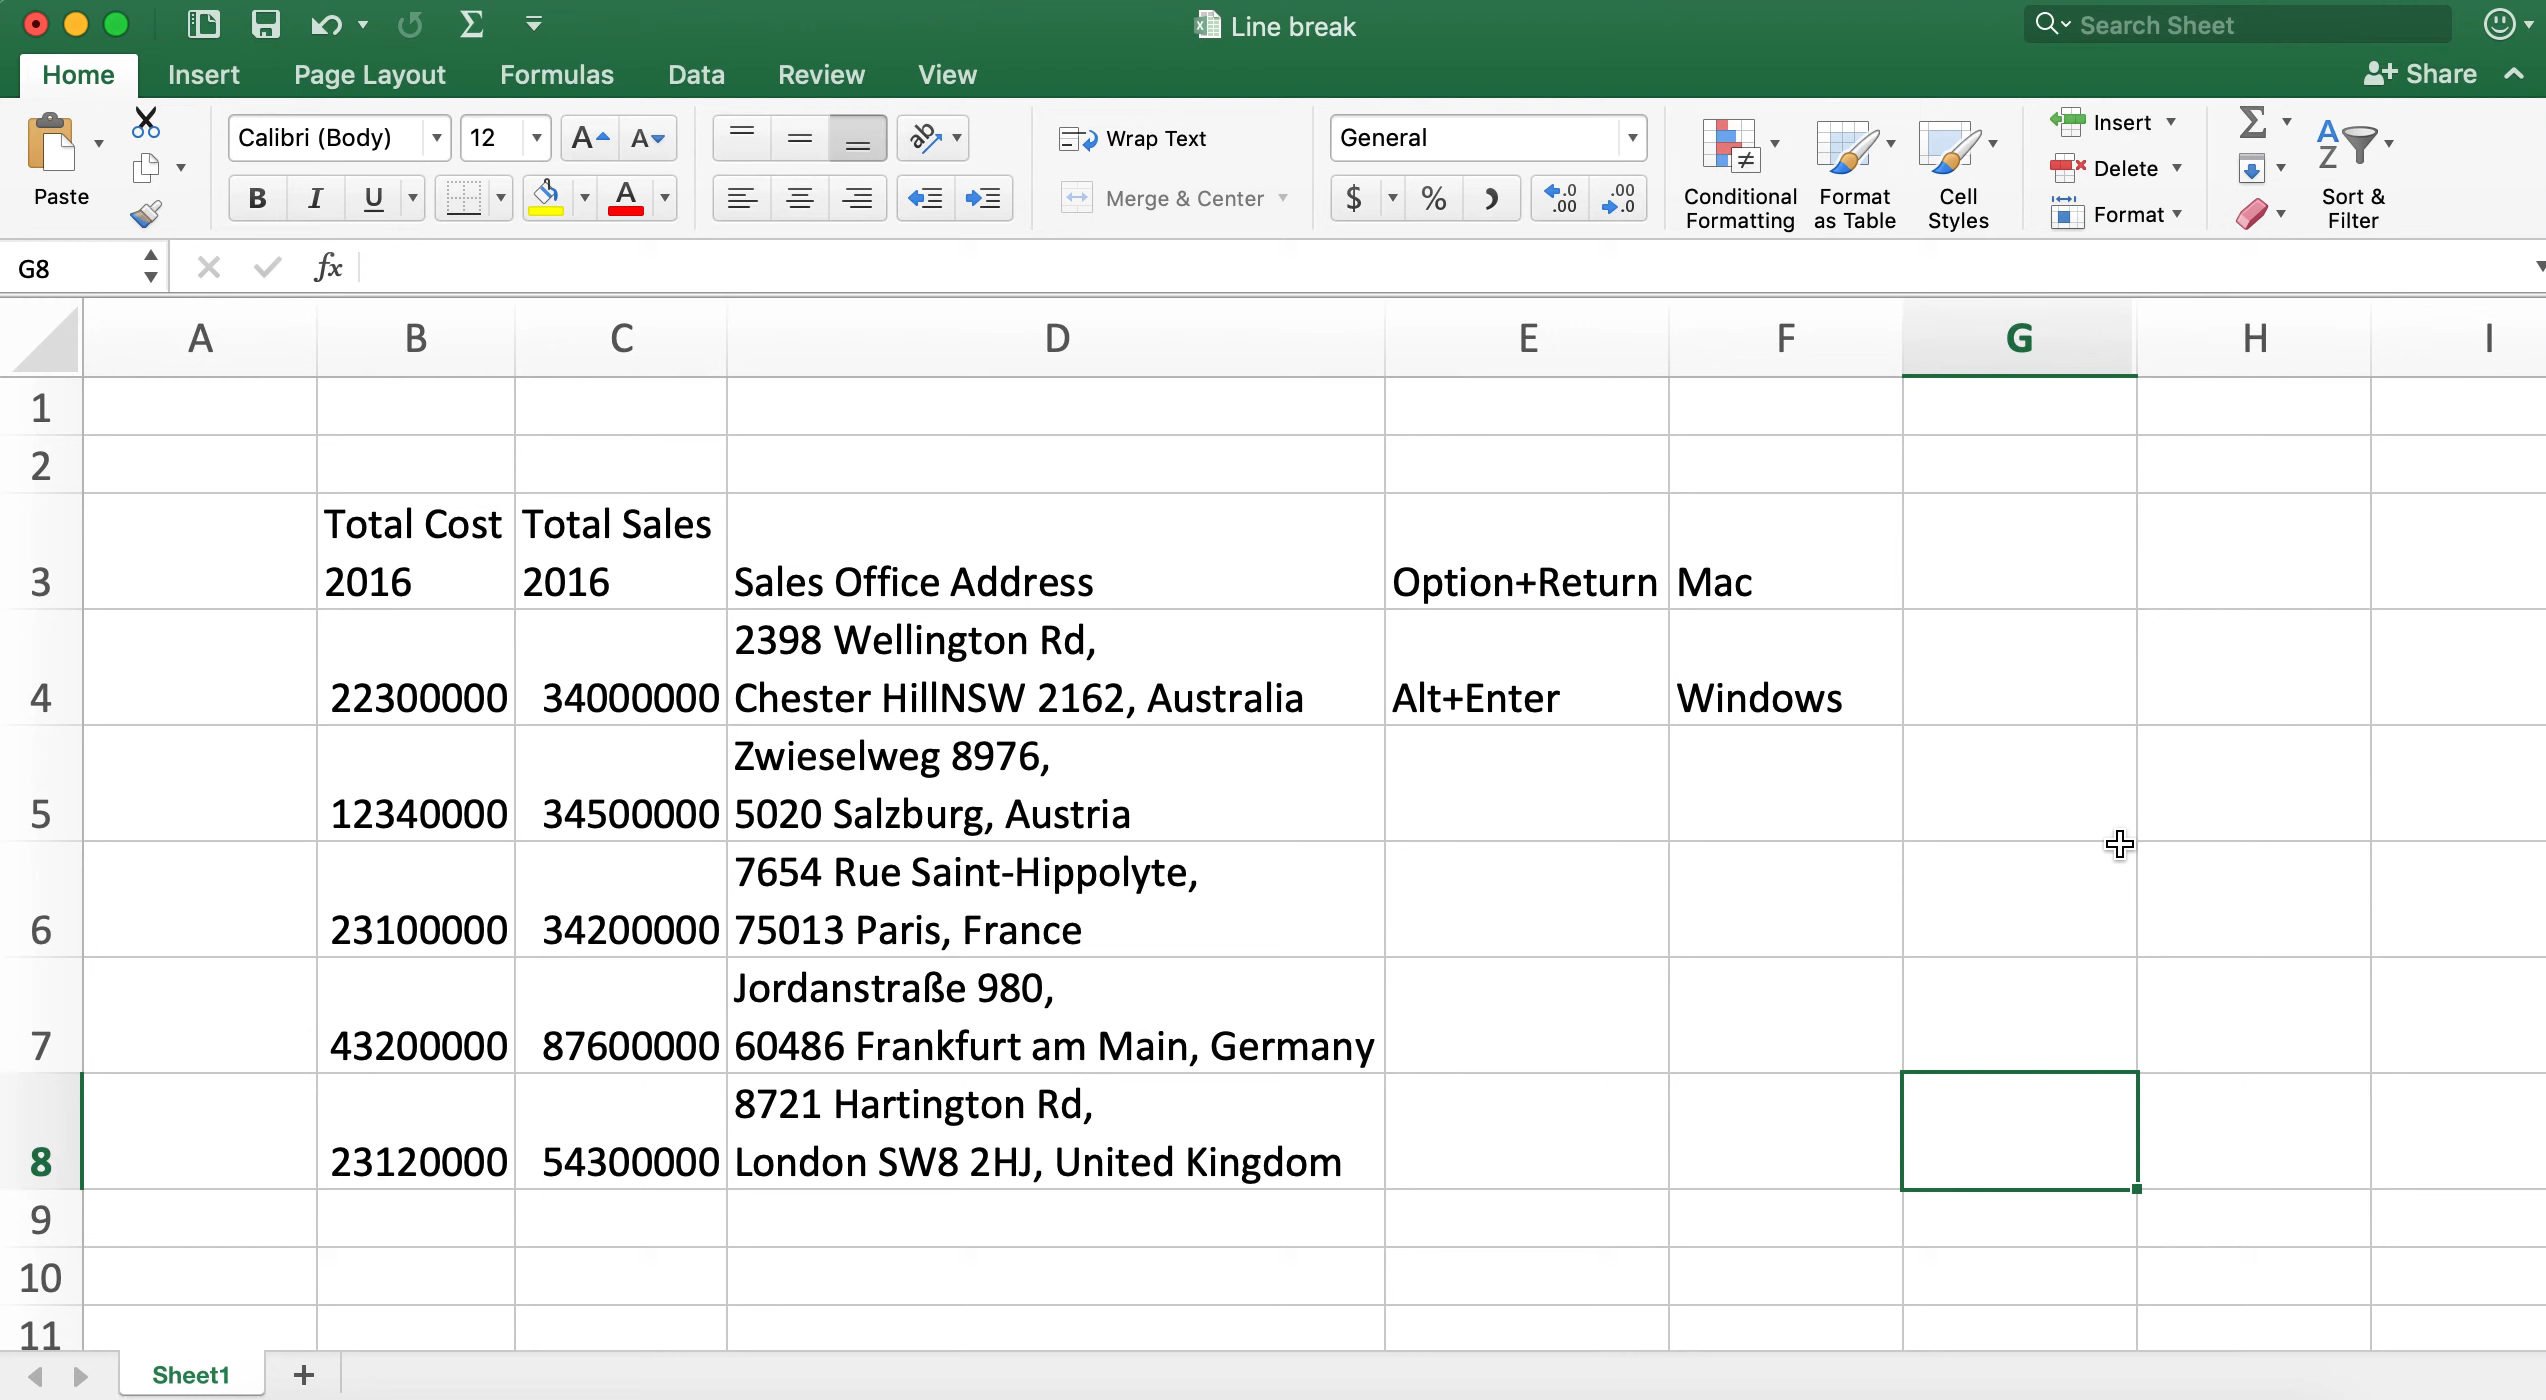 Line break
Search Sheet
Home Insert Page Layout Formulas Data Review View Share
Paste
Calibri (Body) 12 A A
B I U A
ab
Wrap Text
Merge & Center
General
$ % .0 .00 .00 .0
Conditional Formatting
Format as Table
Cell Styles
Insert
Delete
Format
A Z
Sort & Filter
G8 fx
A B C D E F G H I
1
2
3 Total Cost 2016 Total Sales 2016 Sales Office Address Option+Return Mac
4 22300000 34000000 2398 Wellington Rd,
Chester HillNSW 2162, Australia Alt+Enter Windows
5 12340000 34500000 Zwieselweg 8976,
5020 Salzburg, Austria
6 23100000 34200000 7654 Rue Saint-Hippolyte,
75013 Paris, France
7 43200000 87600000 Jordanstraße 980,
60486 Frankfurt am Main, Germany
8 23120000 54300000 8721 Hartington Rd,
London SW8 2HJ, United Kingdom
9
10
11
Sheet1 +